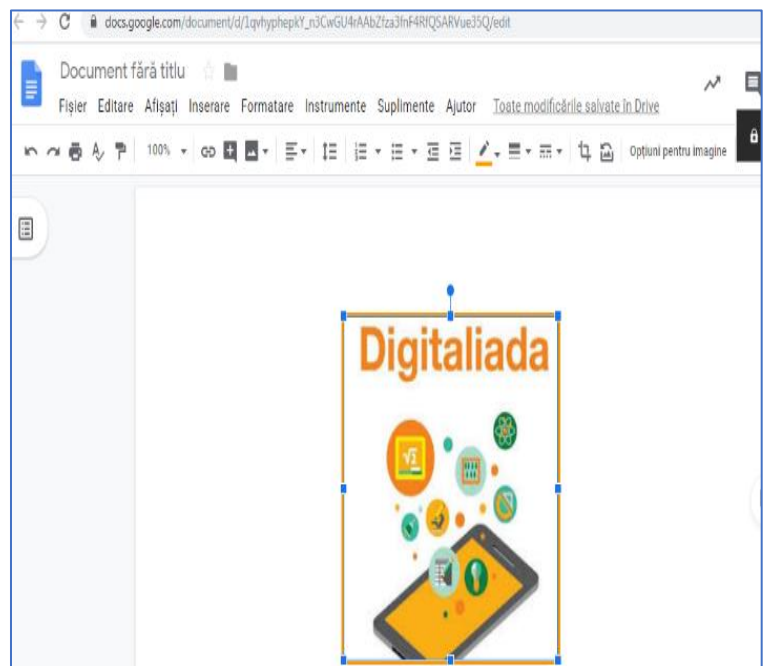 docs.google.com/document/d/1qvhyphepkY_n3CwGU4rAAbZfza3fnF4RfQSARVue35Q/edit
Document fără titlu
Fișier Editare Afișați Inserare Formatare Instrumente Suplimente Ajutor Toate modificările salvate în Drive
100% Opțiuni pentru imagine
Digitaliada